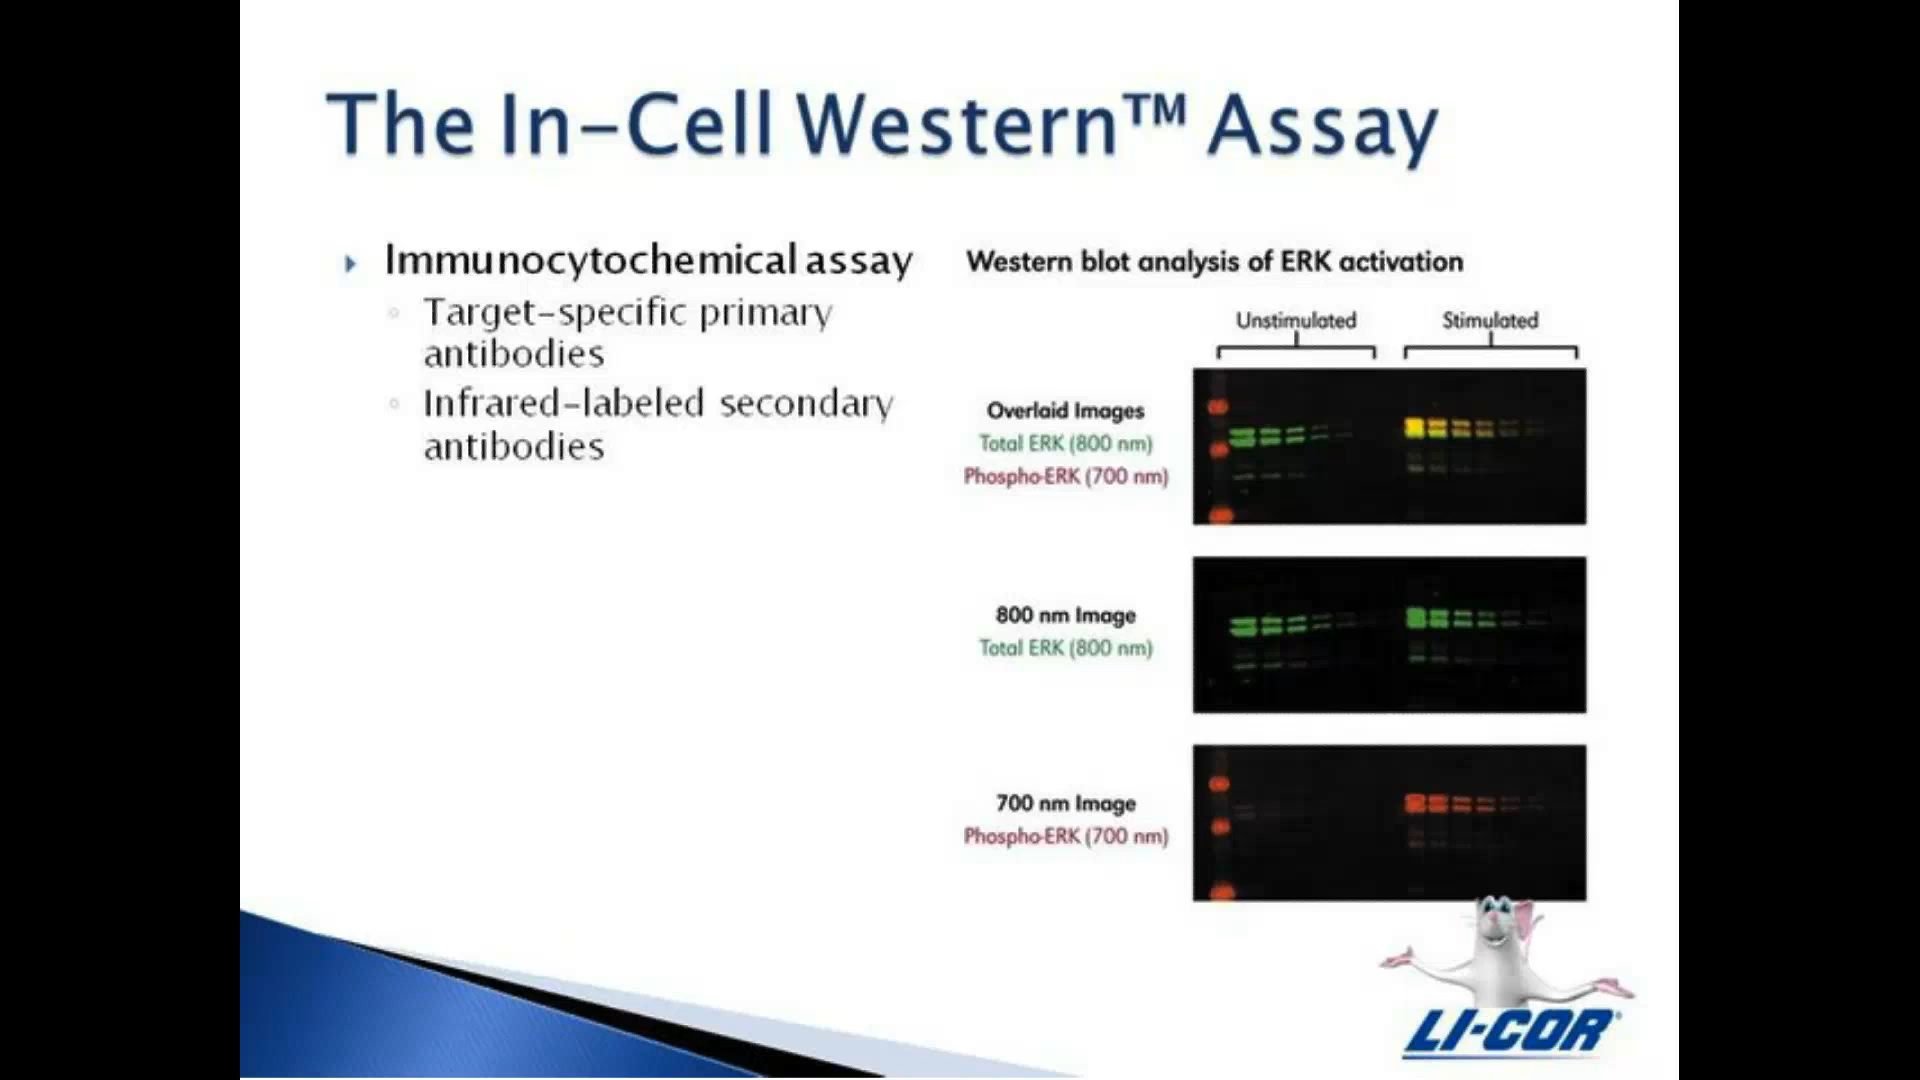 The In-Cell Western™ Assay
Immunocytochemical assay
Target-specific primary
antibodies
Infrared-labeled secondary
antibodies
Western blot analysis of ERK activation
Unstimulated
Stimulated
Overlaid Images
Total ERK (800 nm)
Phospho-ERK (700 nm)
800 nm Image
Total ERK (800 nm)
700 nm Image
Phospho-ERK (700 nm)
LI-COR®